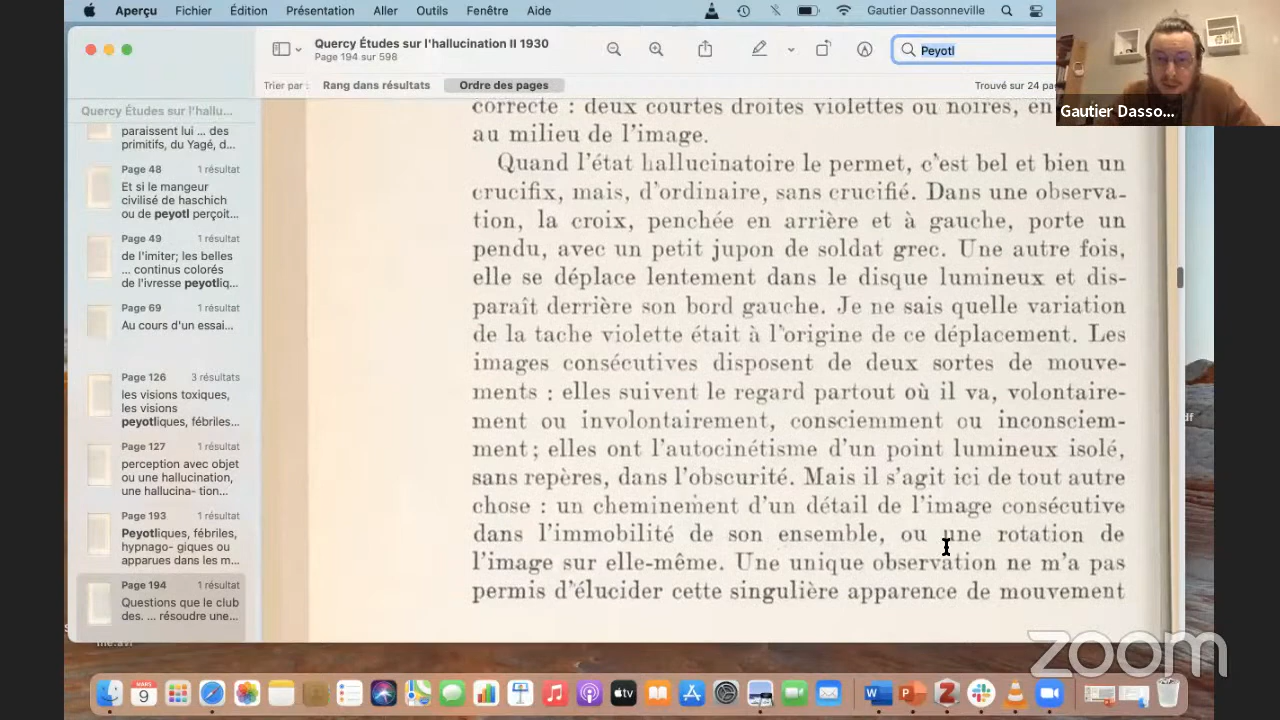 Aperçu Fichier Édition Présentation Aller Outils Fenêtre Aide Gautier Dassonneville
Quercy Études sur l'hallucination II 1930
Page 194 sur 598
Peyotl
Trier par : Rang dans résultats Ordre des pages Trouvé sur 24 pa
Gautier Dasso...
Quercy Études sur l'hallu...
paraissent lui ... des
primitifs, du Yagé, d...
Page 48 1 résultat
Et si le mangeur
civilisé de haschich
ou de peyotl perçoit...
Page 49 1 résultat
de l'imiter; les belles
... continus colorés
de l'ivresse peyotliq...
Page 69 1 résultat
Au cours d'un essai...
Page 126 3 résultats
les visions toxiques,
les visions
peyotliques, fébriles...
Page 127 1 résultat
perception avec objet
ou hallucination,
une hallucina- tion...
Page 193 1 résultat
Peyotliques, fébriles,
hypnago- giques ou
apparues dans les m...
Page 194 1 résultat
Questions que le club
des. ... résoudre une...
correcte : deux courtes droites violettes ou noires, en
au milieu de l'image.
Quand l'état hallucinatoire le permet, c'est bel et bien un
crucifix, mais, d'ordinaire, sans crucifié. Dans une observa-
tion, la croix, penchée en arrière et à gauche, porte un
pendu, avec un petit jupon de soldat grec. Une autre fois,
elle se déplace lentement dans le disque lumineux et dis-
paraît derrière son bord gauche. Je ne sais quelle variation
de la tache violette était à l'origine de ce déplacement. Les
images consécutives disposent de deux sortes de mouve-
ments : elles suivent le regard partout où il va, volontaire-
ment ou involontairement, consciemment ou inconsciem-
ment ; elles ont l'autocinétisme d'un point lumineux isolé,
sans repères, dans l'obscurité. Mais il s'agit ici de tout autre
chose : un cheminement d'un détail de l'image consécutive
dans l'immobilité de son ensemble, ou une rotation de
l'image sur elle-même. Une unique observation ne m'a pas
permis d'élucider cette singulière apparence de mouvement
df
me.avi
zoom
MARS
9
tv